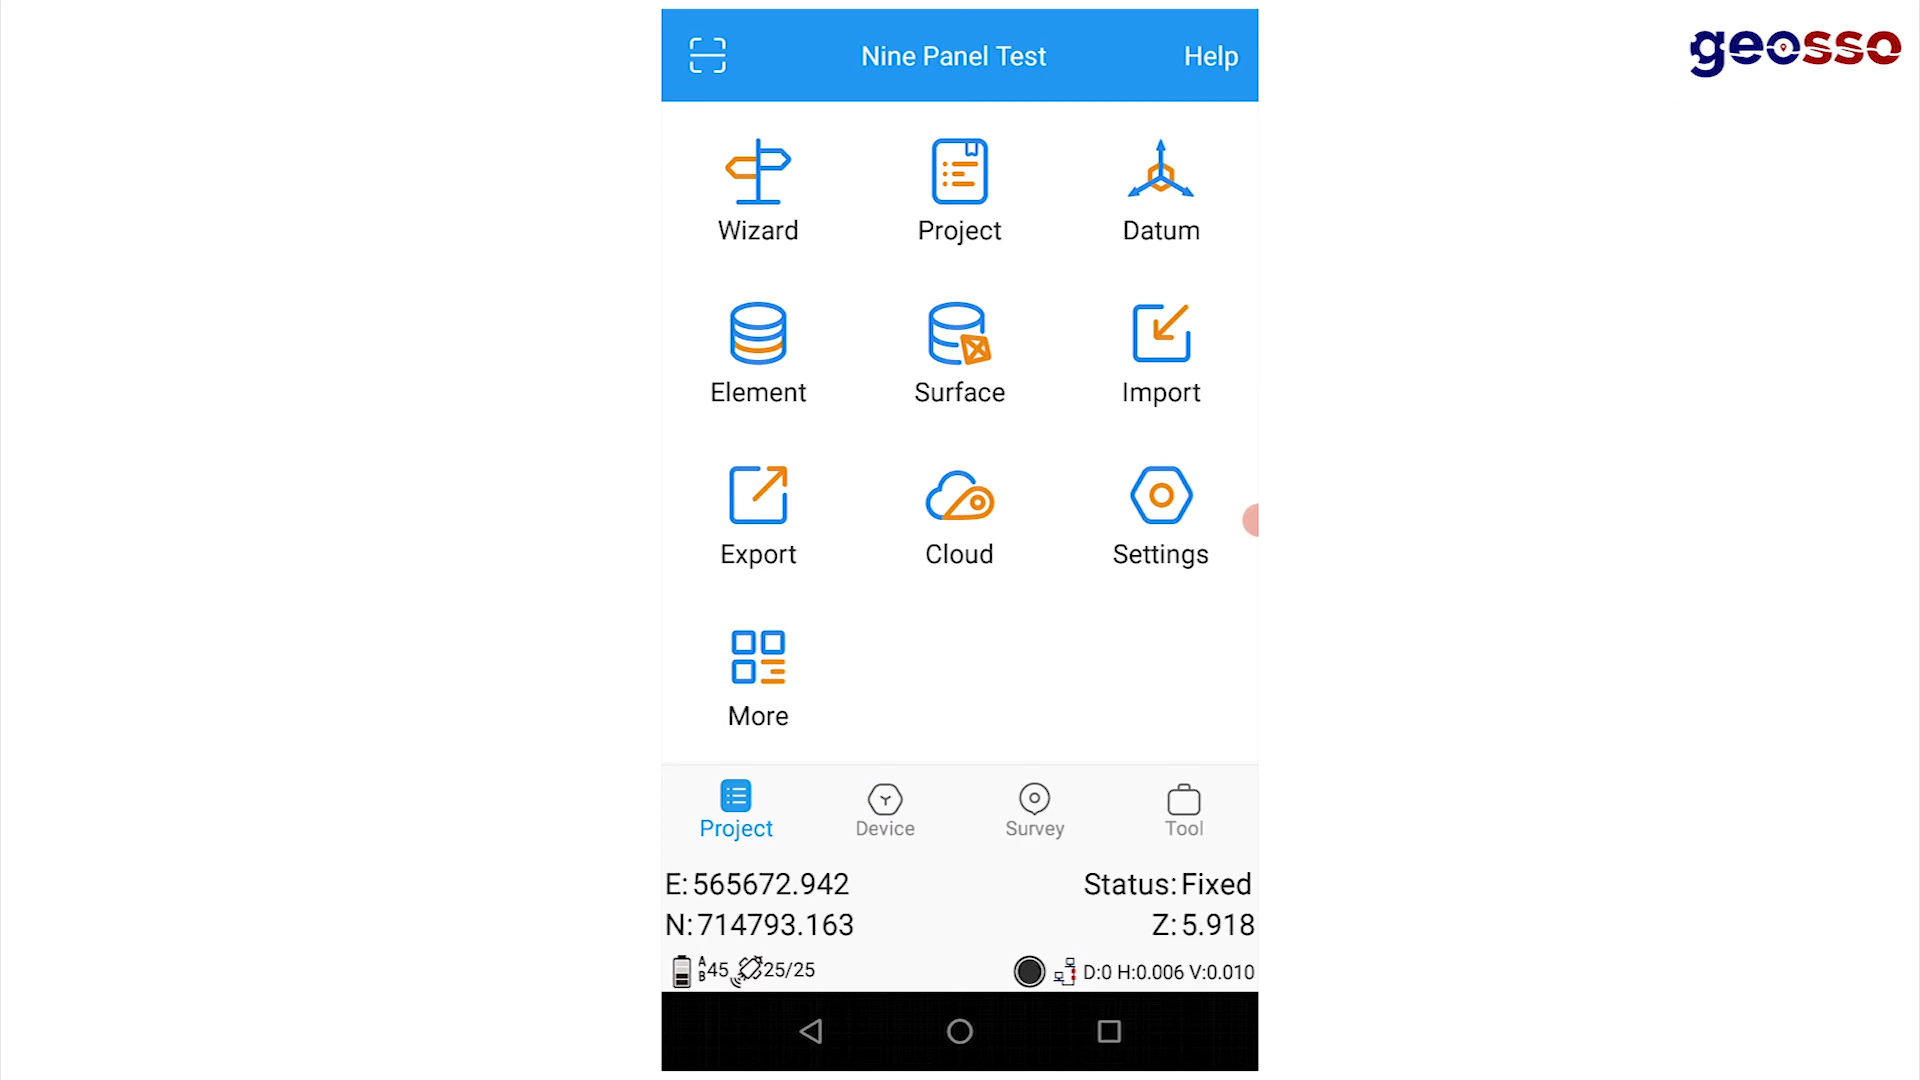 geosso
Nine Panel Test Help
Wizard Project Datum
Element Surface Import
Export Cloud Settings
More
Project Device Survey Tool
E:565672.942 Status:Fixed
N:714793.163 Z:5.918
A B 45 25/25 D:0 H:0.006 V:0.010